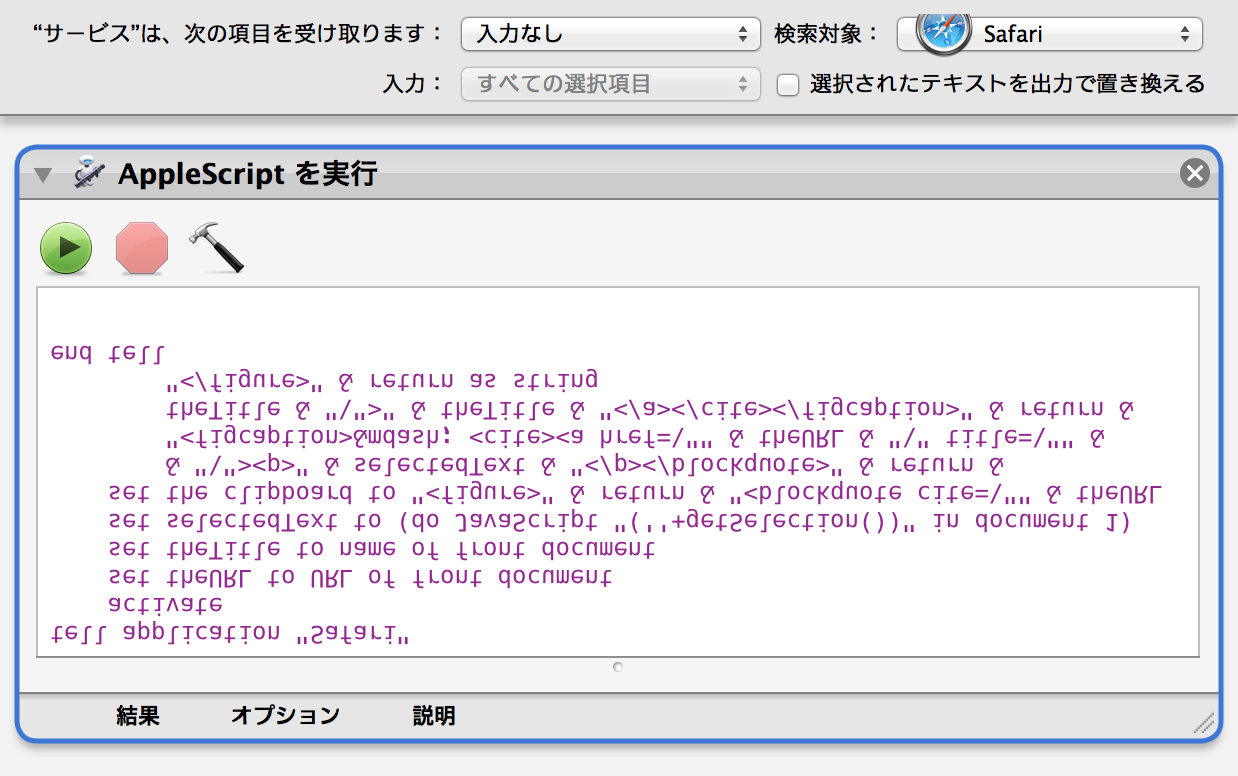 “サービス”は、次の項目を受け取ります： 入力なし 検索対象： Safari
入力： すべての選択項目 選択されたテキストを出力で置き換える
AppleScript を実行
tell application "Safari"
activate
set theURL to URL of front document
set theTitle to name of front document
set selectedText to (do JavaScript "(''+getSelection())" in document 1)
set the clipboard to "<figure>" & return & "<blockquote cite=\"" & theURL
& "\"><p>" & selectedText & "</p></blockquote>" & return &
"<figcaption>&mdash; <cite><a href=\"" & theURL & "\" title=\"" &
theTitle & "\">" & theTitle & "</a></cite></figcaption>" & return &
"</figure>" & return as string
end tell
結果 オプション 説明